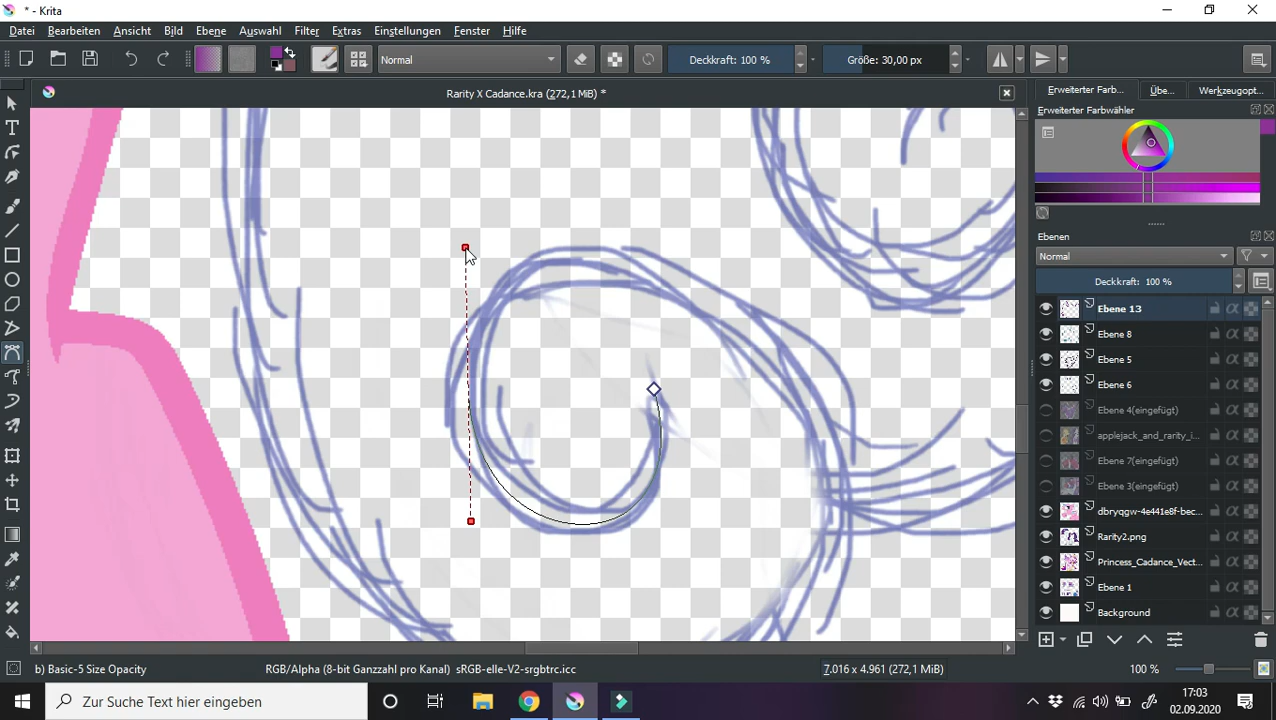 * - Krita
Datei Bearbeiten Ansicht Bild Ebene Auswahl Filter Extras Einstellungen Fenster Hilfe
Normal Deckkraft: 100 % Größe: 30,00 px
Rarity X Cadance.kra (272,1 MiB) *
Erweiterter Farb... Übe... Werkzeugopt...
Erweiterter Farbwähler
Ebenen
Normal
Deckkraft: 100 %
Ebene 13
Ebene 8
Ebene 5
Ebene 6
Ebene 4(eingefügt)
applejack_and_rarity_i...
Ebene 7(eingefügt)
Ebene 3(eingefügt)
dbryqgw-4e441e8f-bec...
Rarity2.png
Princess_Cadance_Vect...
Ebene 1
Background
b) Basic-5 Size Opacity RGB/Alpha (8-bit Ganzzahl pro Kanal) sRGB-elle-V2-srgbtrc.icc 7.016 x 4.961 (272,1 MiB) 100 %
Zur Suche Text hier eingeben
17:03
02.09.2020